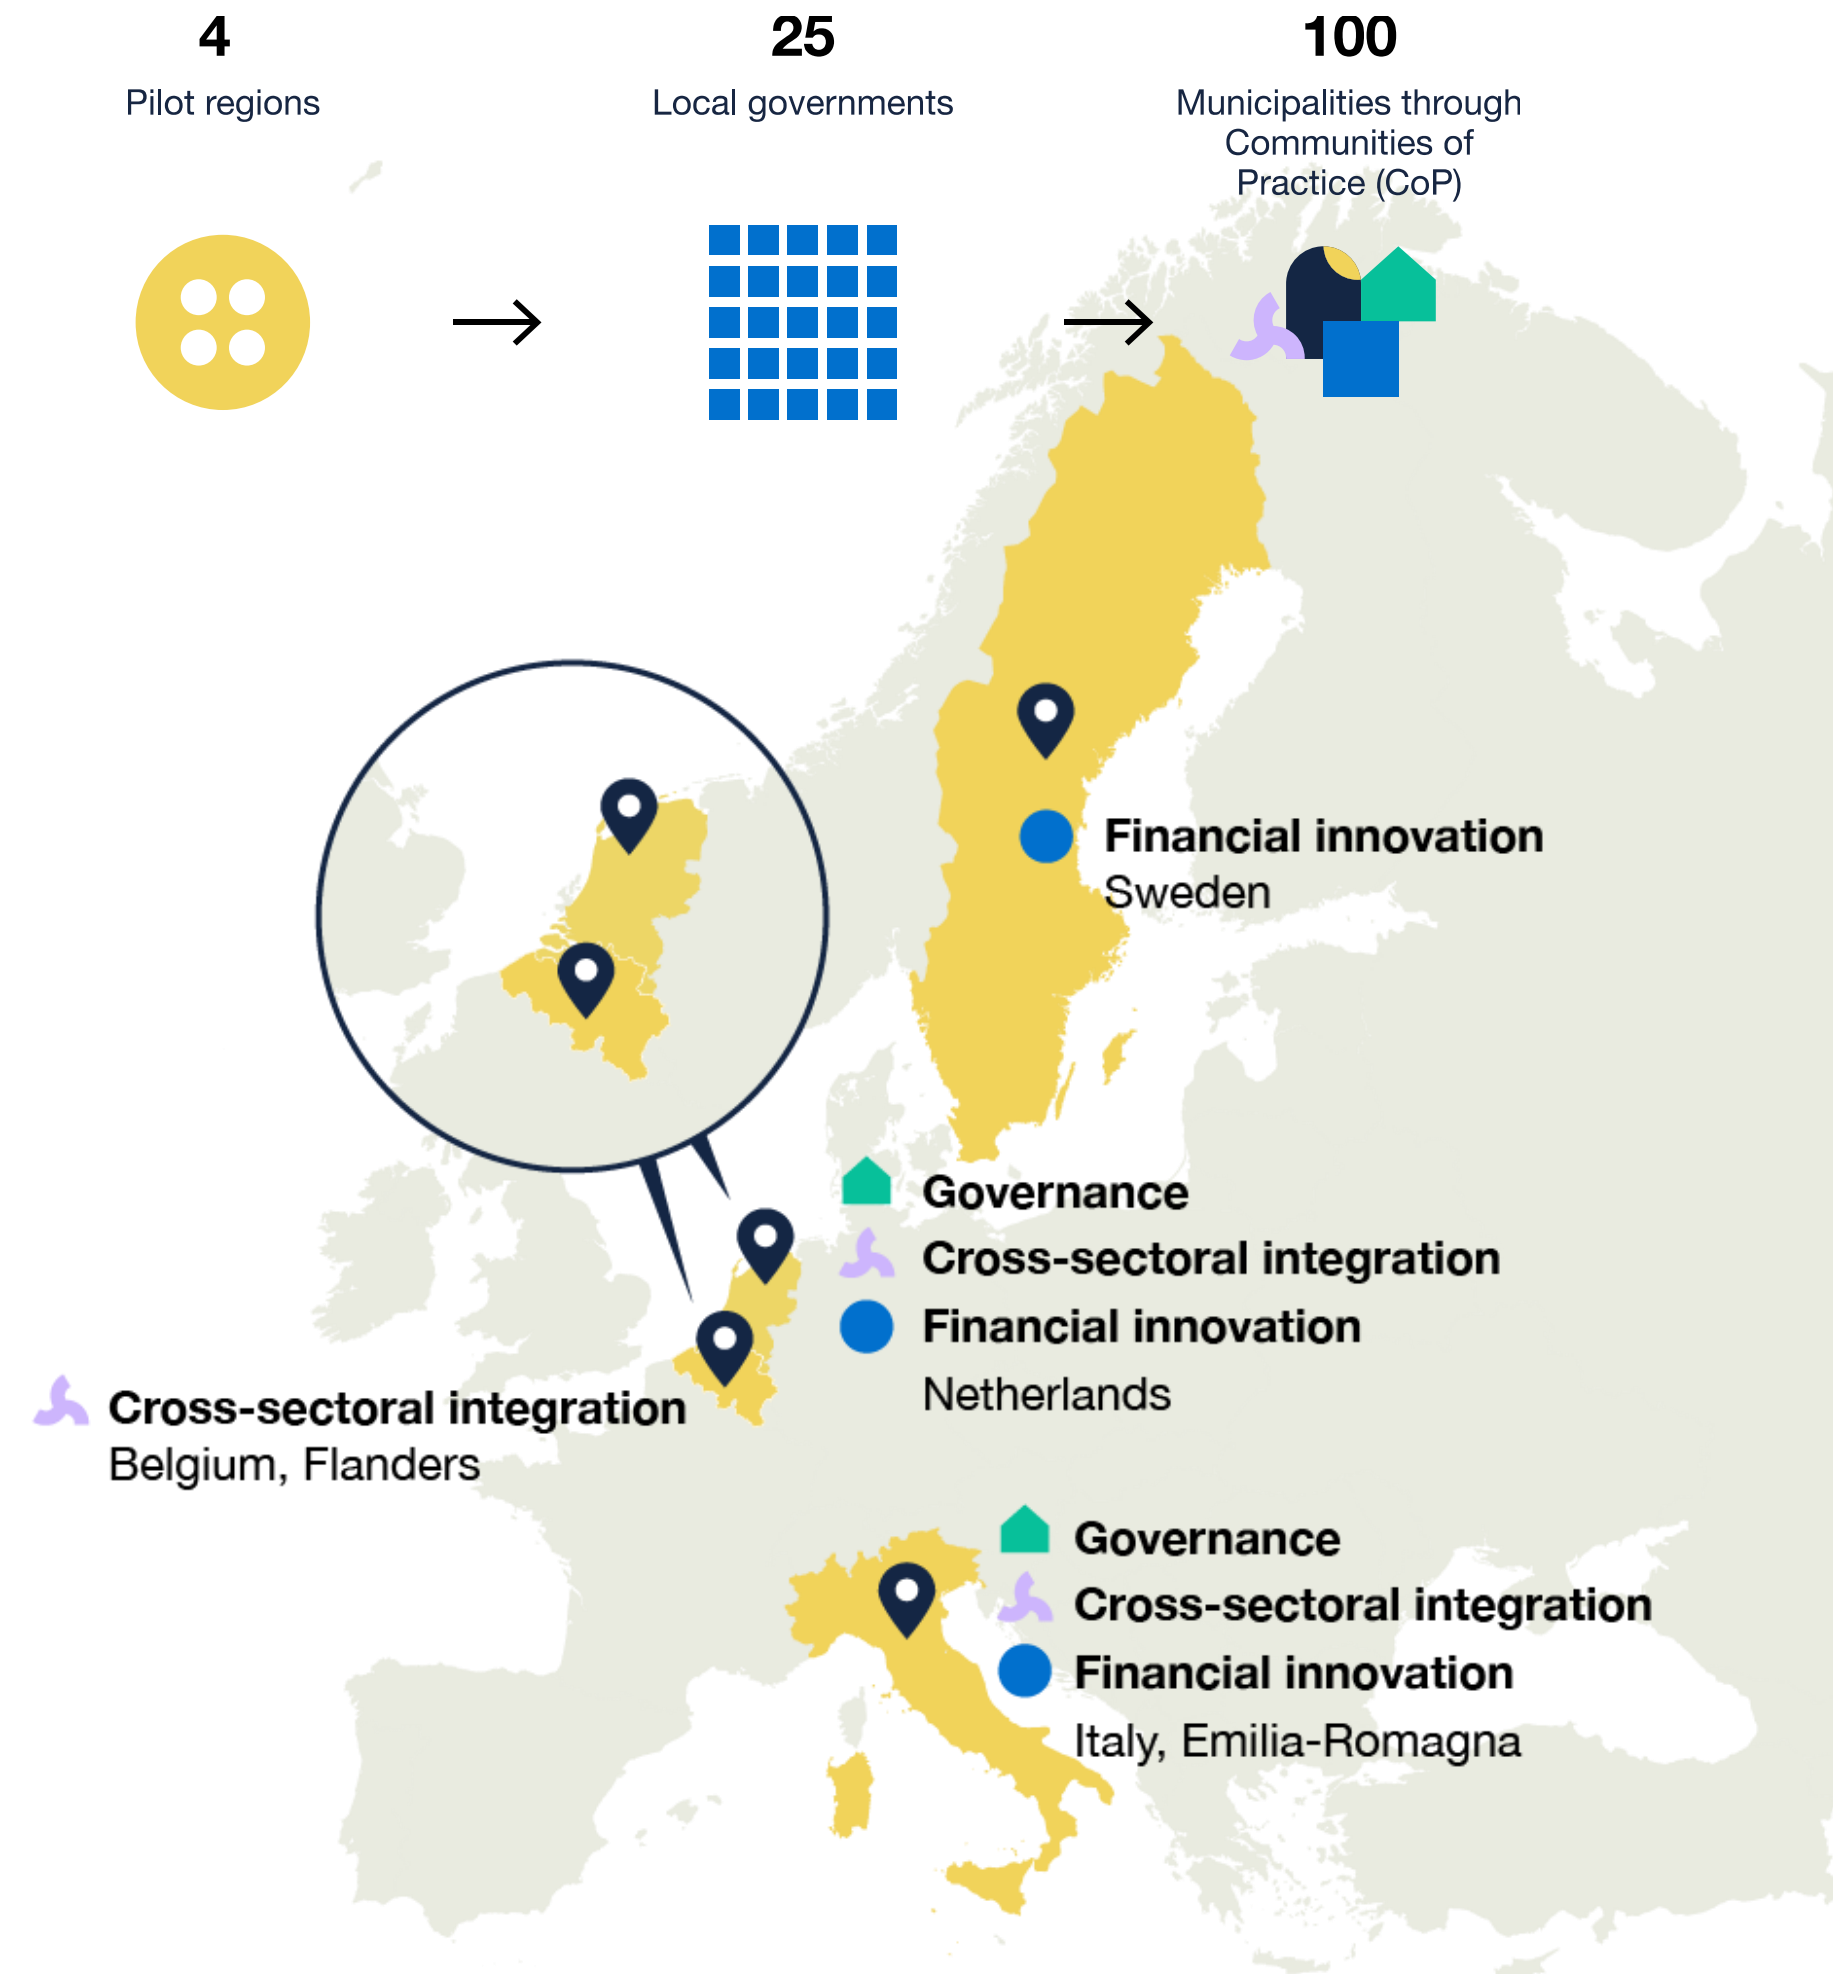 4
Pilot regions
25
Local governments
100
Municipalities through
Communities of
Practice (CoP)
Financial innovation
Sweden
Governance
Cross-sectoral integration
Financial innovation
Netherlands
Cross-sectoral integration
Belgium, Flanders
Governance
Cross-sectoral integration
Financial innovation
Italy, Emilia-Romagna